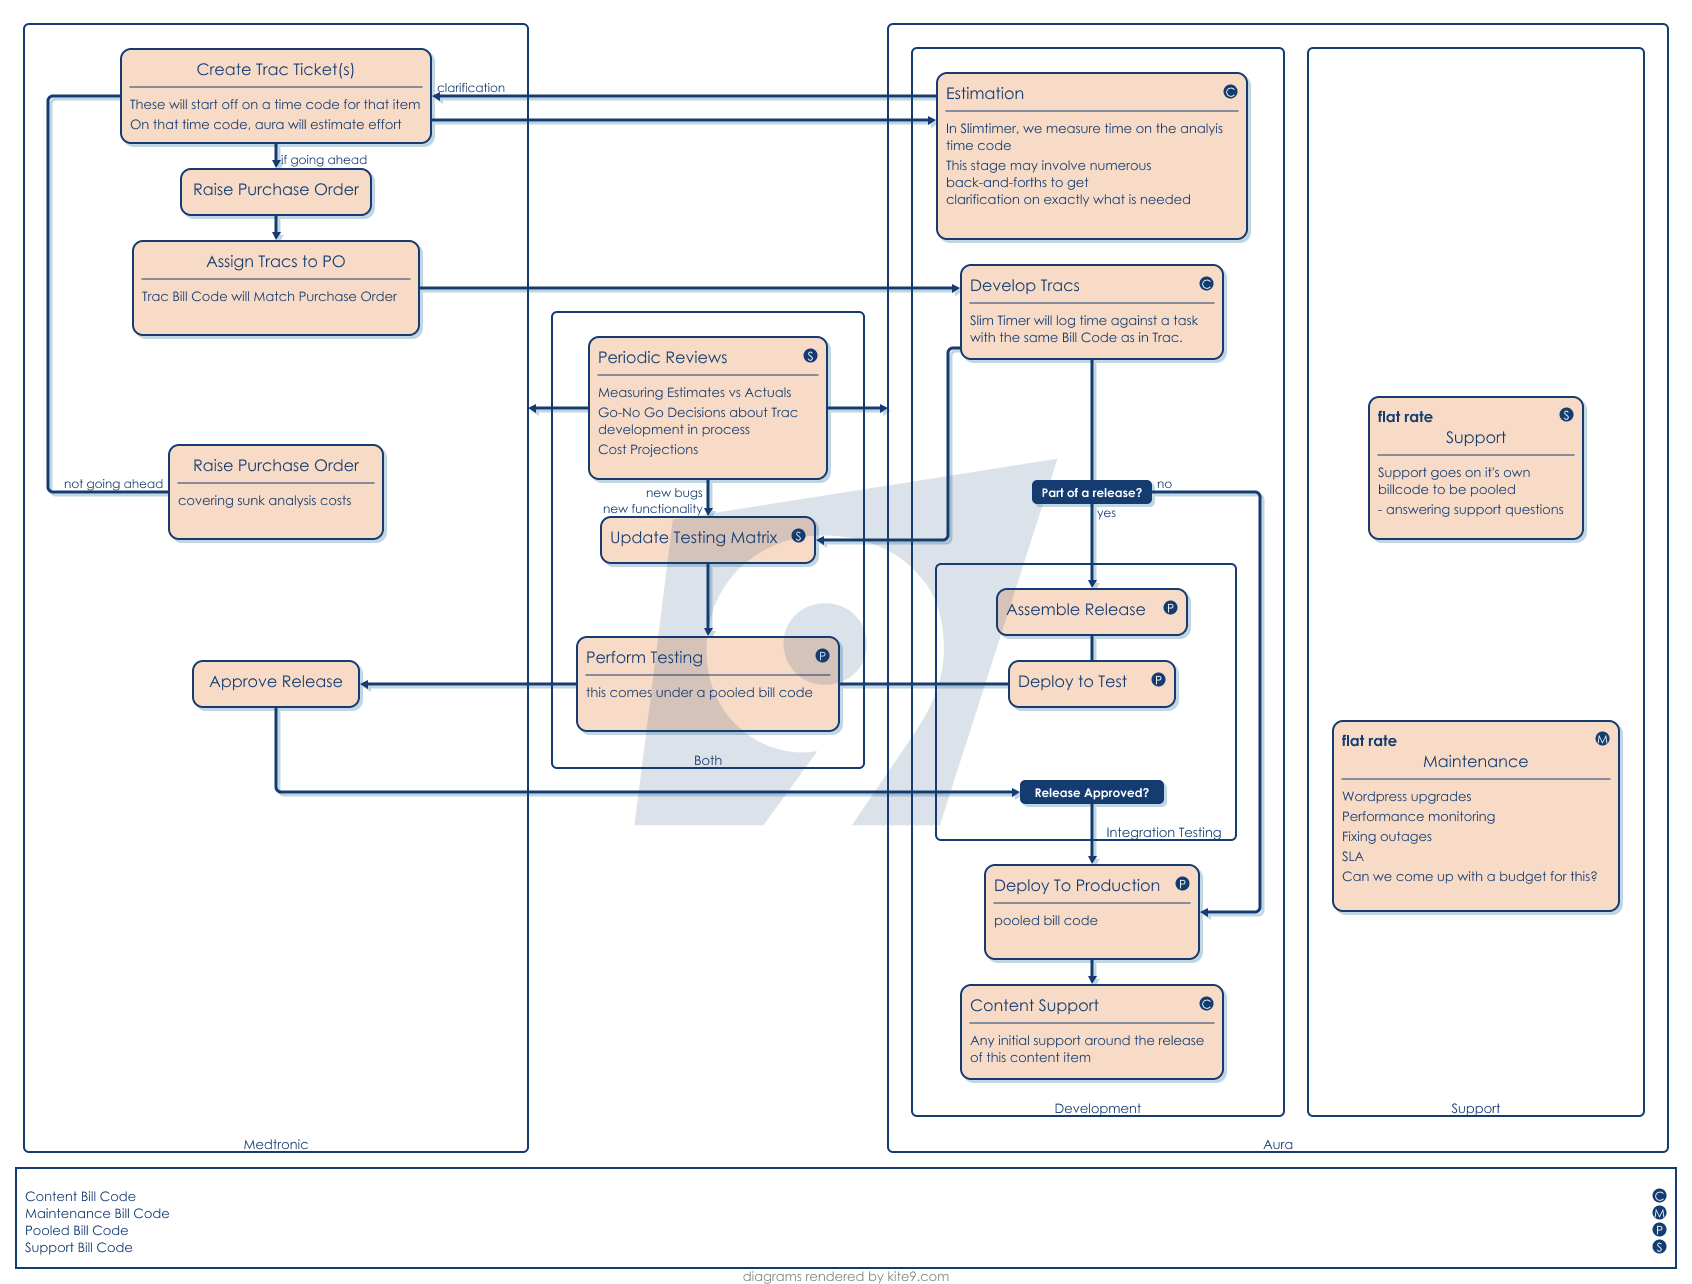 Create Trac Ticket(s)
These will start off on a time code for that item
On that time code, aura will estimate effort
clarification
if going ahead
Raise Purchase Order
Assign Tracs to PO
Trac Bill Code will Match Purchase Order
Raise Purchase Order
covering sunk analysis costs
not going ahead
Approve Release
Medtronic
Periodic Reviews
S
Measuring Estimates vs Actuals
Go-No Go Decisions about Trac
development in process
Cost Projections
new bugs
new functionality
Update Testing Matrix
S
Perform Testing
P
this comes under a pooled bill code
Both
Estimation
C
In Slimtimer, we measure time on the analyis
time code
This stage may involve numerous
back-and-forths to get
clarification on exactly what is needed
Develop Tracs
C
Slim Timer will log time against a task
with the same Bill Code as in Trac.
Part of a release?
no
yes
Assemble Release
P
Deploy to Test
P
Release Approved?
Integration Testing
Deploy To Production
P
pooled bill code
Content Support
C
Any initial support around the release
of this content item
Development
flat rate
S
Support
Support goes on it's own
billcode to be pooled
- answering support questions
flat rate
M
Maintenance
Wordpress upgrades
Performance monitoring
Fixing outages
SLA
Can we come up with a budget for this?
Support
Aura
Content Bill Code C
Maintenance Bill Code M
Pooled Bill Code P
Support Bill Code S
diagrams rendered by kite9.com